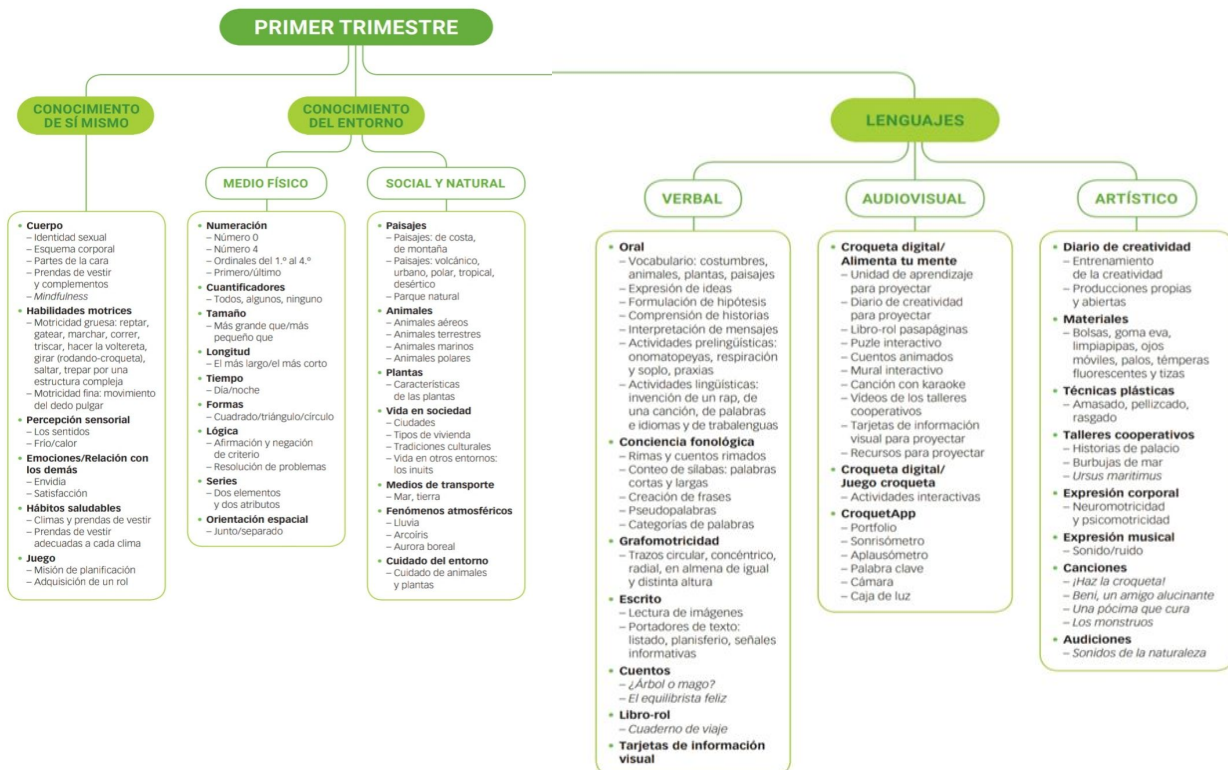 PRIMER TRIMESTRE
CONOCIMIENTO
DE SÍ MISMO
• Cuerpo
– Identidad sexual
– Esquema corporal
– Partes de la cara
– Prendas de vestir
y complementos
– Mindfulness
• Habilidades motrices
– Motricidad gruesa: reptar,
gatear, marchar, correr,
triscar, hacer la voltereta,
girar (rodando-croqueta),
saltar, trepar por una
estructura compleja
– Motricidad fina: movimiento
del dedo pulgar
• Percepción sensorial
– Los sentidos
– Frío/calor
• Emociones/Relación con
los demás
– Envidia
– Satisfacción
• Hábitos saludables
– Climas y prendas de vestir
– Prendas de vestir
adecuadas a cada clima
• Juego
– Misión de planificación
– Adquisición de un rol
CONOCIMIENTO
DEL ENTORNO
MEDIO FÍSICO
• Numeración
– Número 0
– Número 4
– Ordinales del 1.º al 4.º
– Primero/último
• Cuantificadores
– Todos, algunos, ninguno
• Tamaño
– Más grande que/más
pequeño que
• Longitud
– El más largo/el más corto
• Tiempo
– Día/noche
• Formas
– Cuadrado/triángulo/círculo
• Lógica
– Afirmación y negación
de criterio
– Resolución de problemas
• Series
– Dos elementos
y dos atributos
• Orientación espacial
– Junto/separado
SOCIAL Y NATURAL
• Paisajes
– Paisajes: de costa,
de montaña
– Paisajes: volcánico,
urbano, polar, tropical,
desértico
– Parque natural
• Animales
– Animales aéreos
– Animales terrestres
– Animales marinos
– Animales polares
• Plantas
– Características
de las plantas
• Vida en sociedad
– Ciudades
– Tipos de vivienda
– Tradiciones culturales
– Vida en otros entornos:
los inuits
• Medios de transporte
– Mar, tierra
• Fenómenos atmosféricos
– Lluvia
– Arcoíris
– Aurora boreal
• Cuidado del entorno
– Cuidado de animales
y plantas
LENGUAJES
VERBAL
• Oral
– Vocabulario: costumbres,
animales, plantas, paisajes
– Expresión de ideas
– Formulación de hipótesis
– Comprensión de historias
– Interpretación de mensajes
– Actividades prelingüísticas:
onomatopeyas, respiración
y soplo, praxias
– Actividades lingüísticas:
invención de un rap, de
una canción, de palabras
e idiomas y de trabalenguas
• Conciencia fonológica
– Rimas y cuentos rimados
– Conteo de sílabas: palabras
cortas y largas
– Creación de frases
– Pseudopalabras
– Categorías de palabras
• Grafomotricidad
– Trazos circular, concéntrico,
radial, en almena de igual
y distinta altura
• Escrito
– Lectura de imágenes
– Portadores de texto:
listado, planisferio, señales
informativas
• Cuentos
– ¿Árbol o mago?
– El equilibrista feliz
• Libro-rol
– Cuaderno de viaje
• Tarjetas de información
visual
AUDIOVISUAL
• Croqueta digital/
Alimenta tu mente
– Unidad de aprendizaje
para proyectar
– Diario de creatividad
para proyectar
– Libro-rol pasapáginas
– Puzle interactivo
– Cuentos animados
– Mural interactivo
– Canción con karaoke
– Vídeos de los talleres
cooperativos
– Tarjetas de información
visual para proyectar
– Recursos para proyectar
• Croqueta digital/
Juego croqueta
– Actividades interactivas
• CroquetApp
– Portfolio
– Sonrisómetro
– Aplausómetro
– Palabra clave
– Cámara
– Caja de luz
ARTÍSTICO
• Diario de creatividad
– Entrenamiento
de la creatividad
– Producciones propias
y abiertas
• Materiales
– Bolsas, goma eva,
limpiapipas, ojos
móviles, palos, témperas
fluorescentes y tizas
• Técnicas plásticas
– Amasado, pellizcado,
rasgado
• Talleres cooperativos
– Historias de palacio
– Burbujas de mar
– Ursus maritimus
• Expresión corporal
– Neuromotricidad
y psicomotricidad
• Expresión musical
– Sonido/ruido
• Canciones
– ¡Haz la croqueta!
– Beni, un amigo alucinante
– Una pócima que cura
– Los monstruos
• Audiciones
– Sonidos de la naturaleza